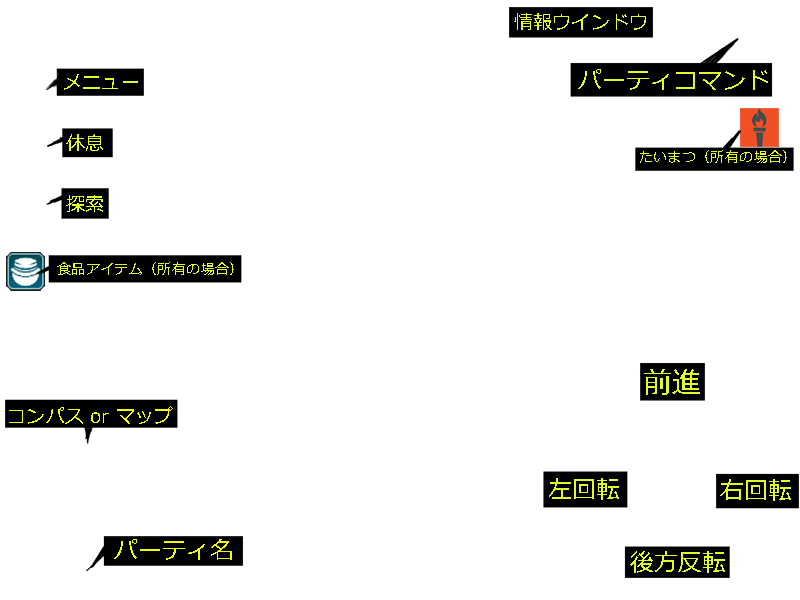 情報ウインドウ
パーティコマンド
メニュー
休息
たいまつ（所有の場合）
探索
食品アイテム（所有の場合）
前進
コンパス or マップ
左回転
右回転
パーティ名
後方反転